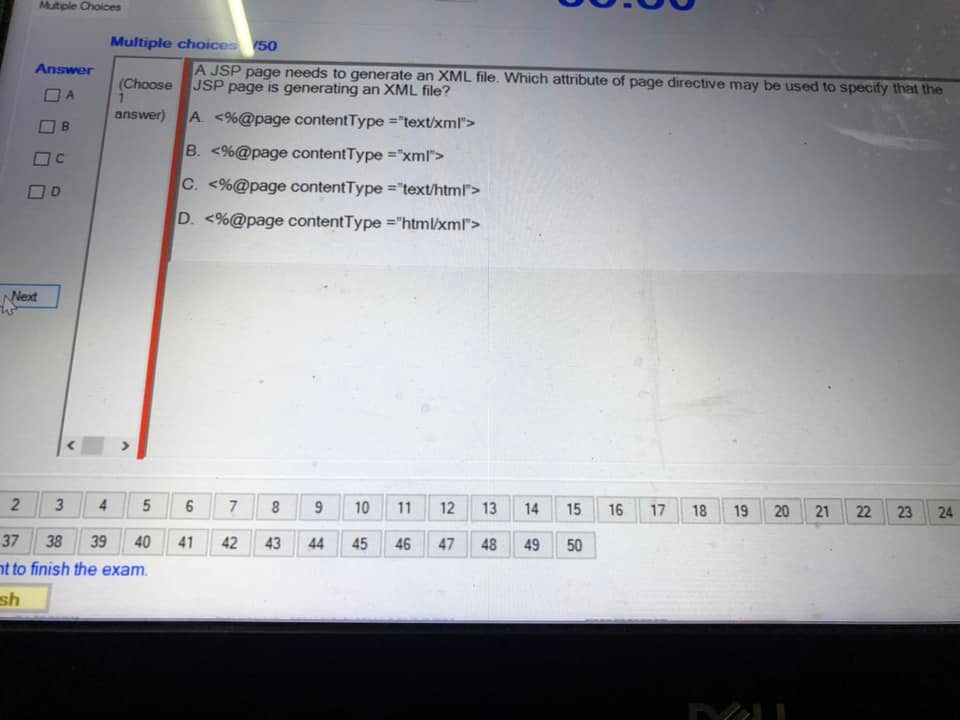 Multiple Choices
Multiple choices /50
Answer
(Choose
1
answer)
A JSP page needs to generate an XML file. Which attribute of page directive may be used to specify that the
JSP page is generating an XML file?
A
A. <%@page contentType ="text/xml">
B
B. <%@page contentType ="xml">
C
C. <%@page contentType ="text/html">
D
D. <%@page contentType ="html/xml">
Next
2 3 4 5 6 7 8 9 10 11 12 13 14 15 16 17 18 19 20 21 22 23 24
37 38 39 40 41 42 43 44 45 46 47 48 49 50
nt to finish the exam.
sh